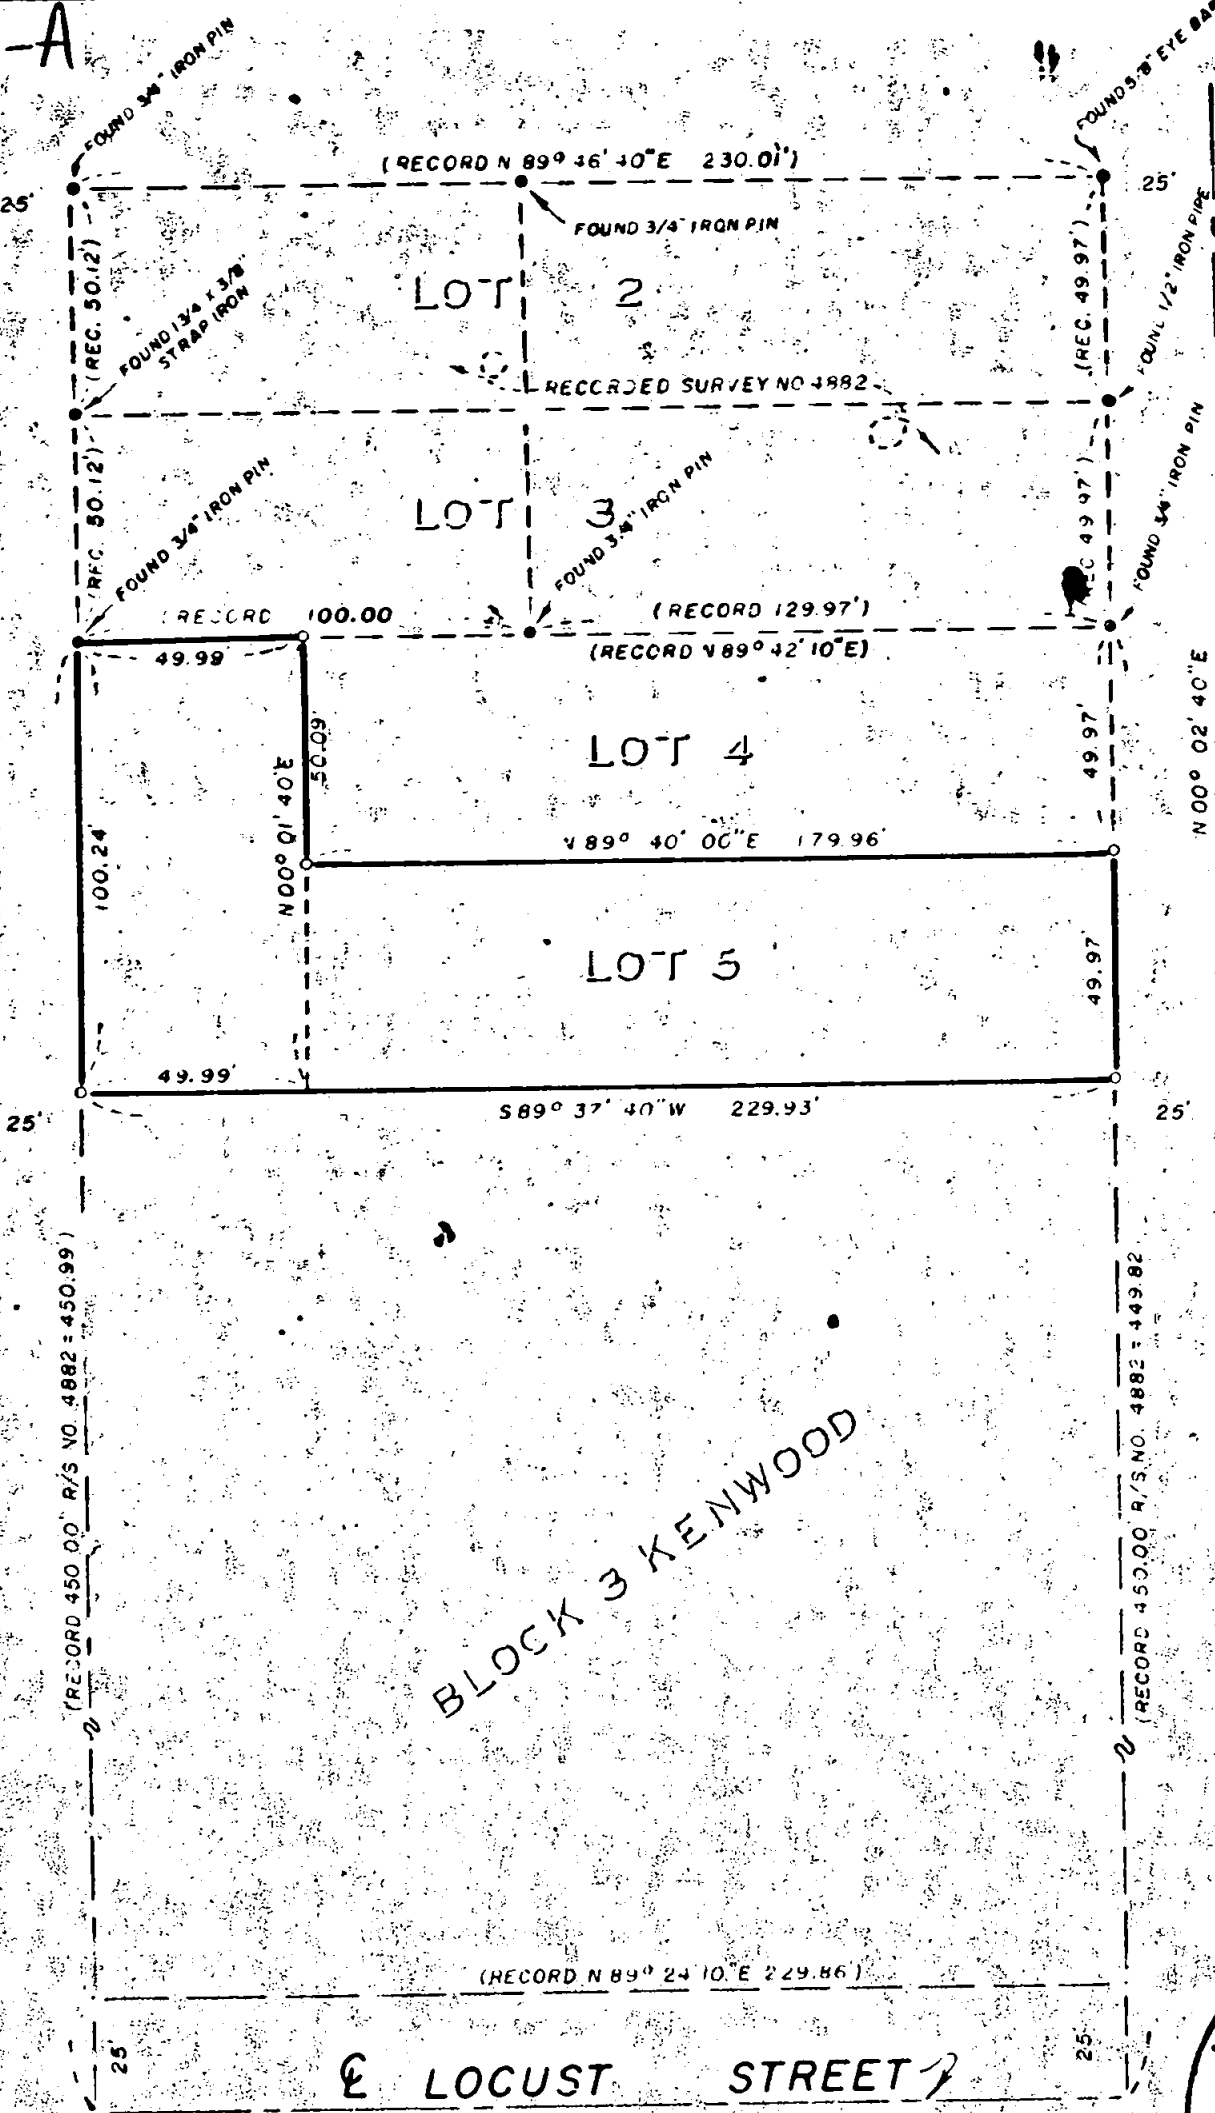 -A
FOUND 3/4" IRON PIN
FOUND 5/8" EYE BAR
(RECORD N 89° 46' 40"E 230.01')
25'
25'
FOUND 3/4" IRON PIN
(REC. 50.12')
(REC. 49.97')
LOT 2
FOUND 1 3/4 X 3/8"
STRAP IRON
FOUND 1/2" IRON PIPE
RECORDED SURVEY NO 4882
(REC. 50.12')
(REC 49 97')
LOT 3
FOUND 3/4" IRON PIN
FOUND 3/4" IRON PIN
FOUND 3/4" IRON PIN
(RECORD 100.00
(RECORD 129.97')
49.99'
(RECORD N 89° 42' 10"E)
N 00° 02' 40"E
50.09'
LOT 4
49.97'
N 00° 01' 40"E
100.24'
N 89° 40' 00"E 179.96'
LOT 5
49.97'
49.99'
S 89° 37' 40"W 229.93'
25'
25'
(RECORD 450.00' R/S NO. 4882 = 450.99')
(RECORD 450.00' R/S NO. 4882 = 449.82
BLOCK 3 KENWOOD
(RECORD N 89° 24' 10"E 229.86')
25'
25'
℄ LOCUST STREET